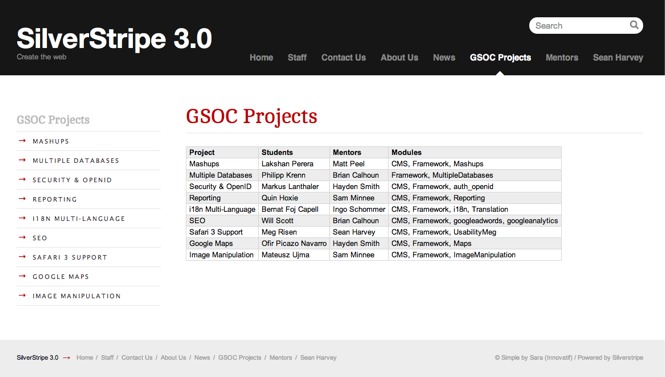 SilverStripe 3.0
Create the web
Search
Home Staff Contact Us About Us News GSOC Projects Mentors Sean Harvey
GSOC Projects
→ MASHUPS
→ MULTIPLE DATABASES
→ SECURITY & OPENID
→ REPORTING
→ I18N MULTI-LANGUAGE
→ SEO
→ SAFARI 3 SUPPORT
→ GOOGLE MAPS
→ IMAGE MANIPULATION
GSOC Projects
Project Students Mentors Modules
Mashups Lakshan Perera Matt Peel CMS, Framework, Mashups
Multiple Databases Philipp Krenn Brian Calhoun Framework, MultipleDatabases
Security & OpenID Markus Lanthaler Hayden Smith CMS, Framework, auth_openid
Reporting Quin Hoxie Sam Minnee CMS, Framework, Reporting
i18n Multi-Language Bernat Foj Capell Ingo Schommer CMS, Framework, i18n, Translation
SEO Will Scott Brian Calhoun CMS, Framework, googleadwords, googleanalytics
Safari 3 Support Meg Risen Sean Harvey CMS, Framework, UsabilityMeg
Google Maps Ofir Picazo Navarro Hayden Smith CMS, Framework, Maps
Image Manipulation Mateusz Ujma Sam Minnee CMS, Framework, ImageManipulation
SilverStripe 3.0 → Home / Staff / Contact Us / About Us / News / GSOC Projects / Mentors / Sean Harvey
© Simple by Sara (Innovatif) / Powered by Silverstripe